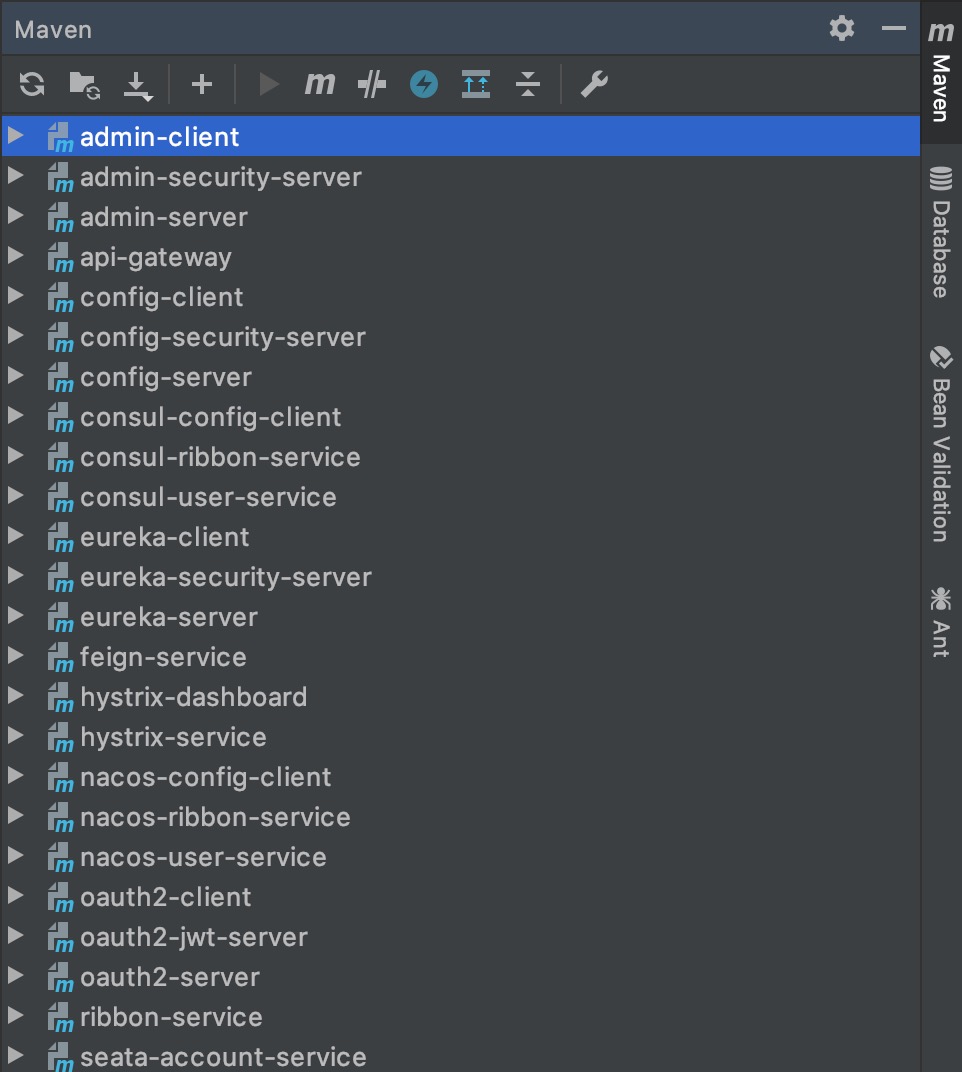 Maven
admin-client
admin-security-server
admin-server
api-gateway
config-client
config-security-server
config-server
consul-config-client
consul-ribbon-service
consul-user-service
eureka-client
eureka-security-server
eureka-server
feign-service
hystrix-dashboard
hystrix-service
nacos-config-client
nacos-ribbon-service
nacos-user-service
oauth2-client
oauth2-jwt-server
oauth2-server
ribbon-service
seata-account-service
Maven
Database
Bean Validation
Ant